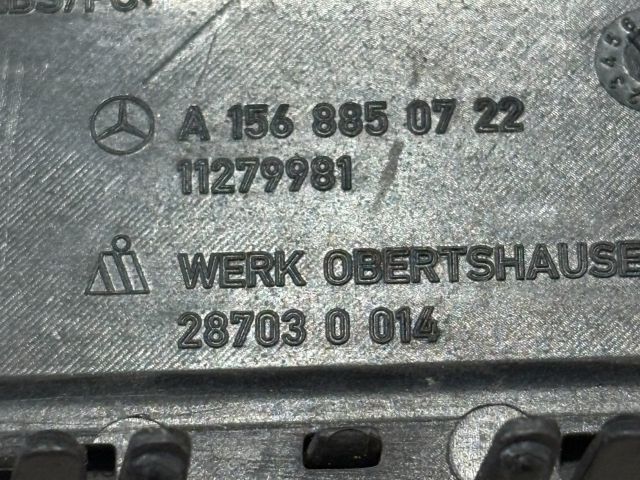 A 156 885 07 22
11279981
WERK OBERTSHAUSE
28703 0 014